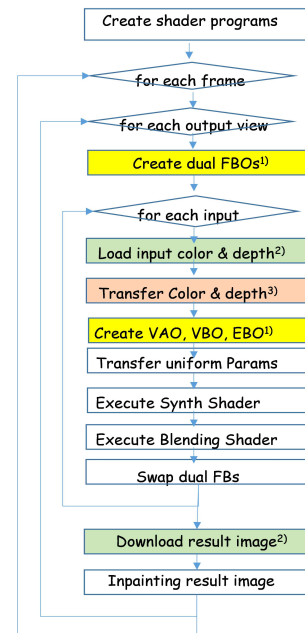 Create shader programs
for each frame
for each output view
Create dual FBOs¹⁾
for each input
Load input color & depth²⁾
Transfer Color & depth³⁾
Create VAO, VBO, EBO¹⁾
Transfer uniform Params
Execute Synth Shader
Execute Blending Shader
Swap dual FBs
Download result image²⁾
Inpainting result image